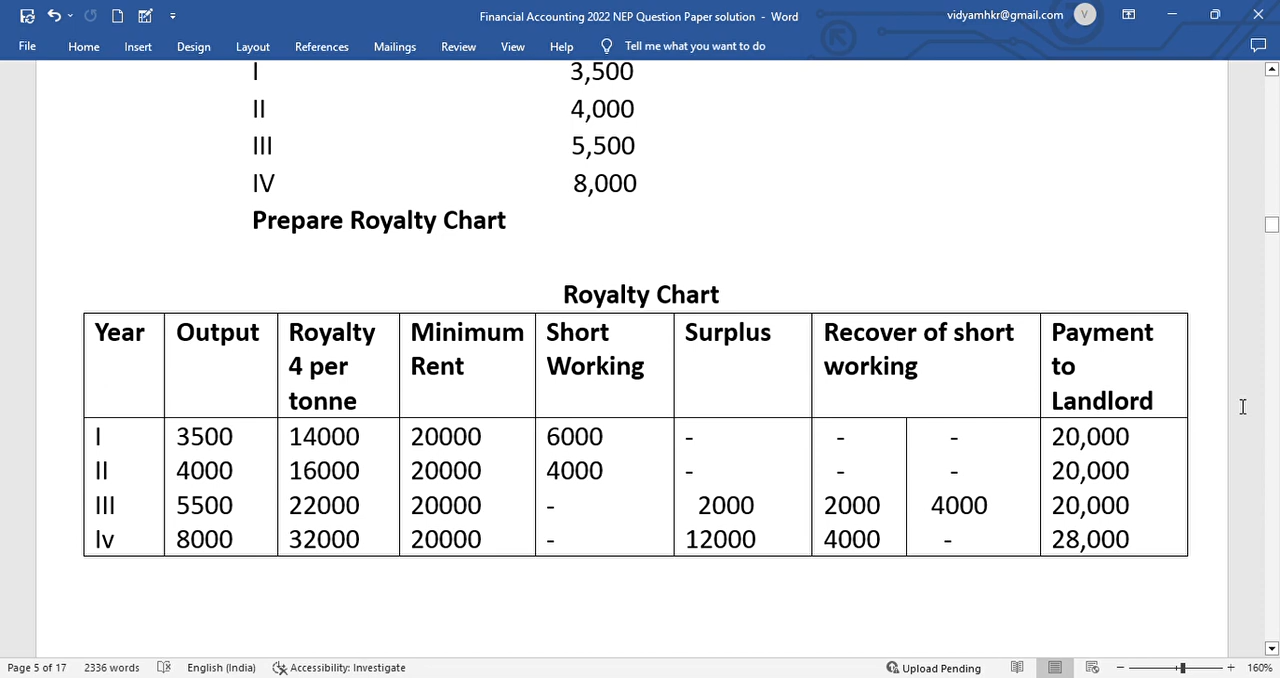 Financial Accounting 2022 NEP Question Paper solution - Word
vidyamhkr@gmail.com
V
File Home Insert Design Layout References Mailings Review View Help Tell me what you want to do
I 3,500
II 4,000
III 5,500
IV 8,000
Prepare Royalty Chart
Royalty Chart
Year Output Royalty Minimum Short Surplus Recover of short Payment
4 per Rent Working working to
tonne Landlord
I 3500 14000 20000 6000 - - - 20,000
II 4000 16000 20000 4000 - - - 20,000
III 5500 22000 20000 - 2000 2000 4000 20,000
Iv 8000 32000 20000 - 12000 4000 - 28,000
Page 5 of 17 2336 words English (India) Accessibility: Investigate Upload Pending 160%